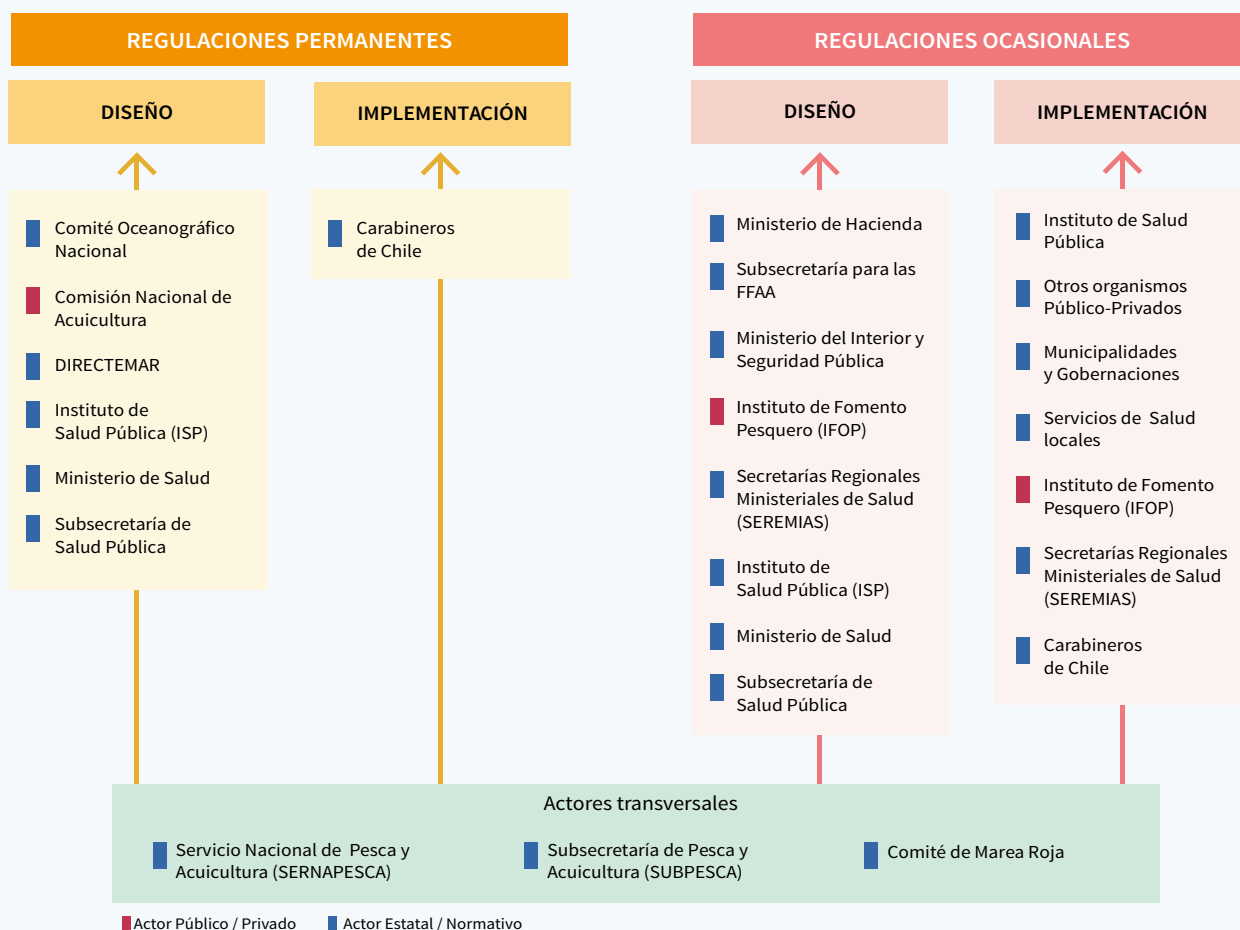 REGULACIONES PERMANENTES
DISEÑO
Comité Oceanográfico
Nacional
Comisión Nacional de
Acuicultura
DIRECTEMAR
Instituto de
Salud Pública (ISP)
Ministerio de Salud
Subsecretaría de
Salud Pública
IMPLEMENTACIÓN
Carabineros
de Chile
REGULACIONES OCASIONALES
DISEÑO
Ministerio de Hacienda
Subsecretaría para las
FFAA
Ministerio del Interior y
Seguridad Pública
Instituto de Fomento
Pesquero (IFOP)
Secretarías Regionales
Ministeriales de Salud
(SEREMIAS)
Instituto de
Salud Pública (ISP)
Ministerio de Salud
Subsecretaría de
Salud Pública
IMPLEMENTACIÓN
Instituto de Salud
Pública
Otros organismos
Público-Privados
Municipalidades
y Gobernaciones
Servicios de Salud
locales
Instituto de Fomento
Pesquero (IFOP)
Secretarías Regionales
Ministeriales de Salud
(SEREMIAS)
Carabineros
de Chile
Actores transversales
Servicio Nacional de Pesca y
Acuicultura (SERNAPESCA)
Subsecretaría de Pesca y
Acuicultura (SUBPESCA)
Comité de Marea Roja
Actor Público / Privado
Actor Estatal / Normativo